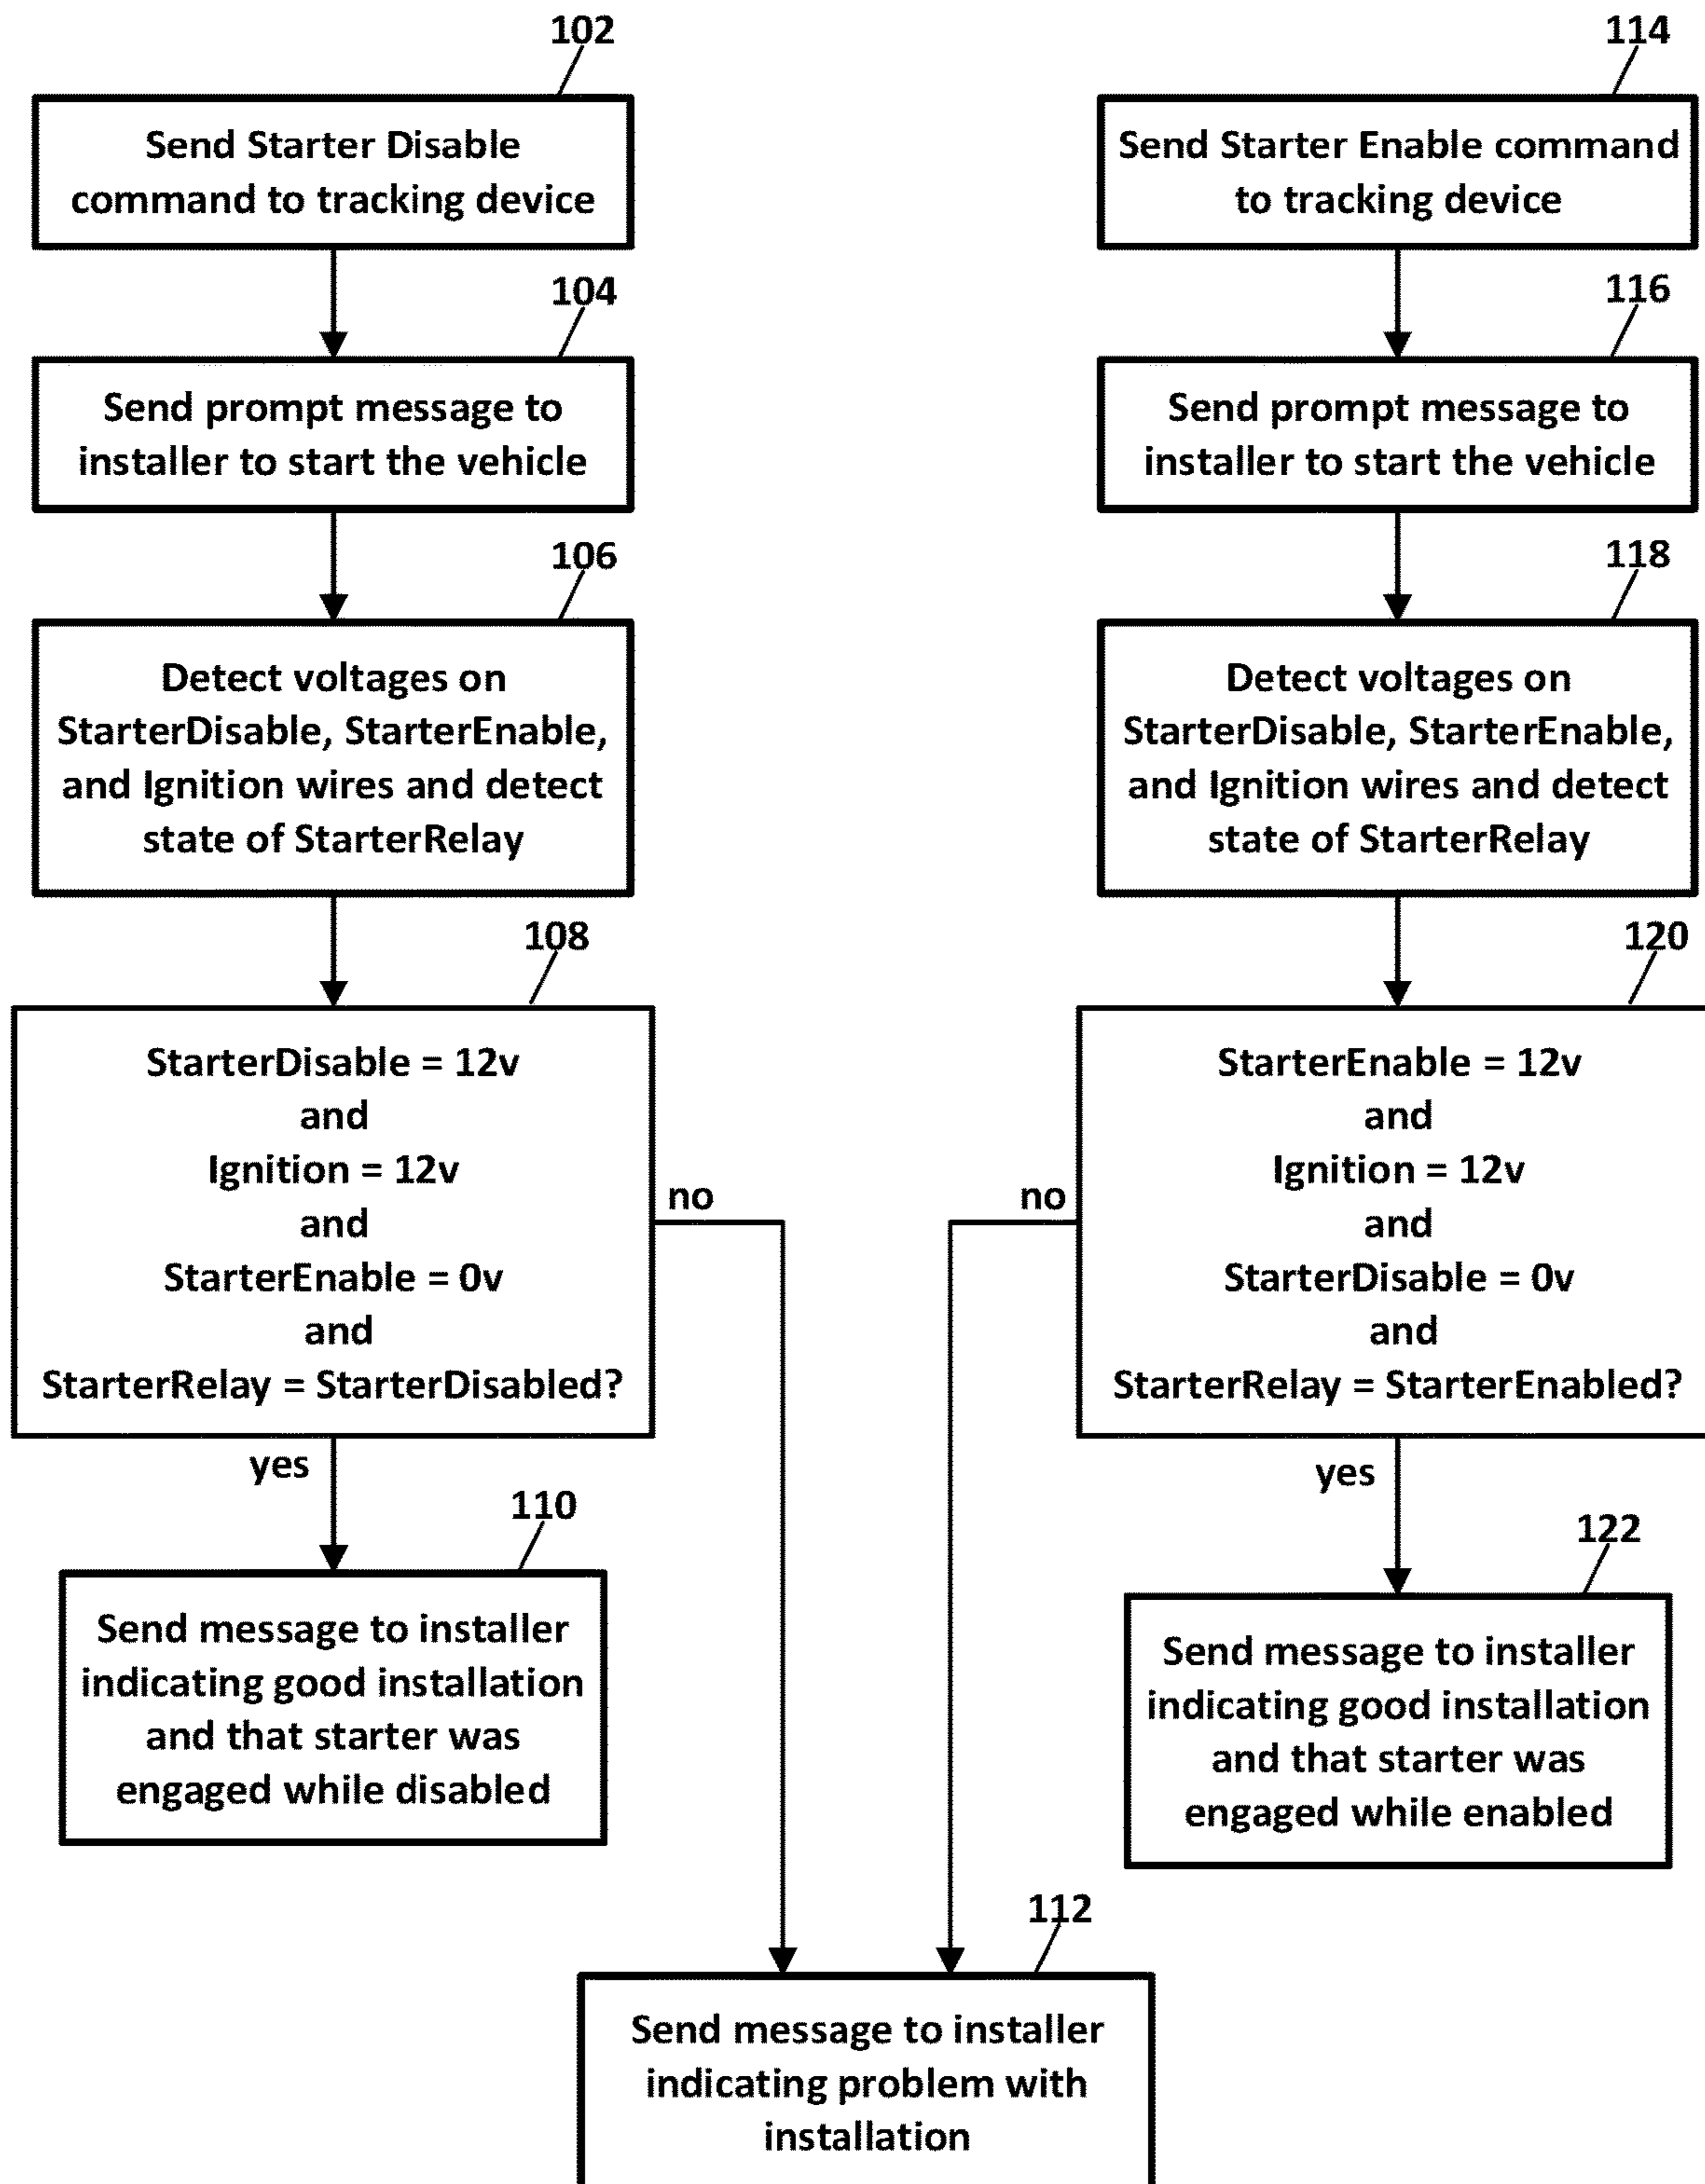 102
Send Starter Disable
command to tracking device
104
Send prompt message to
installer to start the vehicle
106
Detect voltages on
StarterDisable, StarterEnable,
and Ignition wires and detect
state of StarterRelay
108
StarterDisable = 12v
and
Ignition = 12v
and
StarterEnable = 0v
and
StarterRelay = StarterDisabled?
no
yes
110
Send message to installer
indicating good installation
and that starter was
engaged while disabled
114
Send Starter Enable command
to tracking device
116
Send prompt message to
installer to start the vehicle
118
Detect voltages on
StarterDisable, StarterEnable,
and Ignition wires and detect
state of StarterRelay
120
StarterEnable = 12v
and
Ignition = 12v
and
StarterDisable = 0v
and
StarterRelay = StarterEnabled?
no
yes
122
Send message to installer
indicating good installation
and that starter was
engaged while enabled
112
Send message to installer
indicating problem with
installation